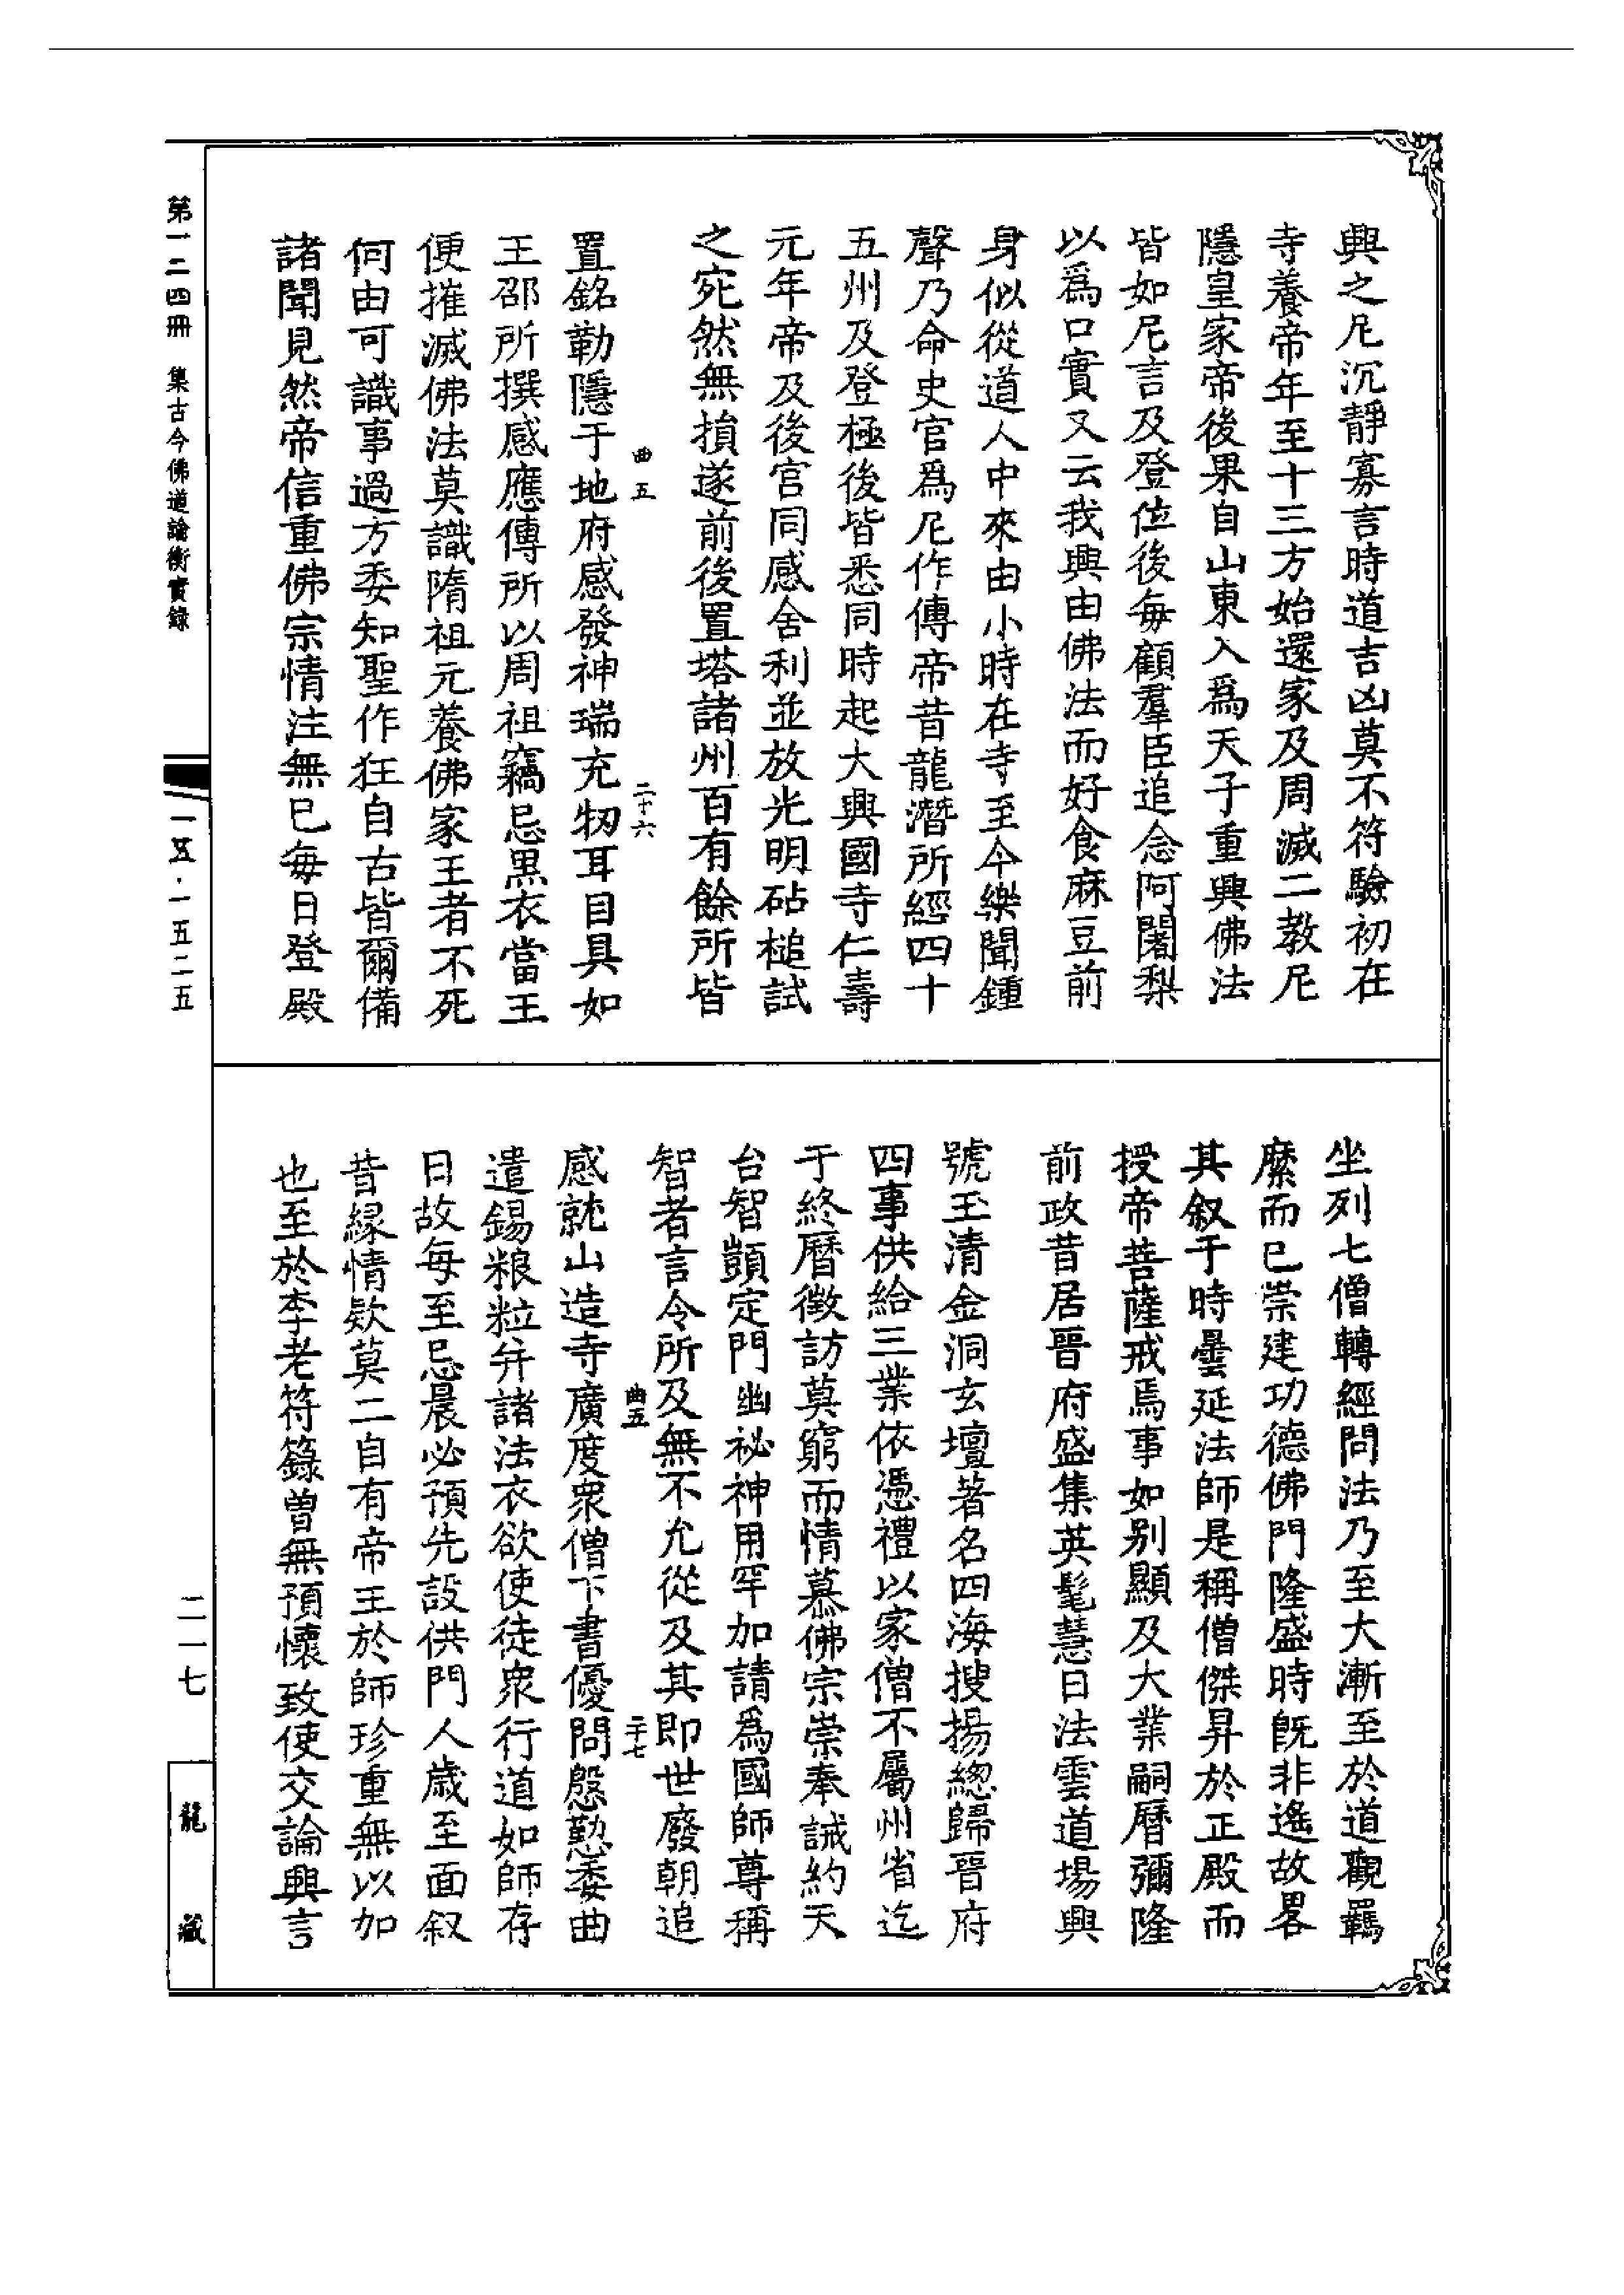 興之尼沉靜寡言時道吉凶莫不符驗初在
寺養帝年至十三方始還家及周滅二教尼
隱皇家帝後果自山東入爲天子重興佛法
皆如尼言及登位後每顧羣臣追念阿闍梨
以爲口實又云我興由佛法而好食麻豆前
身似從道人中來由小時在寺至今樂聞鍾
聲乃命史官爲尼作傳帝昔龍潛所經四十
五州及登極後皆悉同時起大興國寺仁壽
元年帝及後宮同感舍利並放光明砧槌試
之宛然無損遂前後置塔諸州百有餘所皆
曲五 二十六
置銘勒隱于地府感發神瑞充牣耳目具如
王邵所撰感應傳所以周祖竊忌黑衣當王
便摧滅佛法莫識隋祖元養佛家王者不死
何由可識事過方委知聖作狂自古皆爾備
諸聞見然帝信重佛宗情注無已每日登殿
坐列七僧轉經問法乃至大漸至於道觀羈
縻而已崇建功德佛門隆盛時旣非遙故畧
其叙于時曇延法師是稱僧傑昇於正殿而
授帝菩薩戒焉事如別顯及大業嗣曆彌隆
前政昔居晉府盛集英髦慧日法雲道場興
號玉清金洞玄壇著名四海搜揚總歸晉府
四事供給三業依憑禮以家僧不屬州省迄
于終曆徵訪莫窮而情慕佛宗崇奉誡約天
台智顗定門幽祕神用罕加請爲國師尊稱
智者言令所及無不允從及其即世廢朝追
曲五 二十七
感就山造寺廣度衆僧下書優問慇懃委曲
遣錫粮粒并諸法衣欲使徒衆行道如師存
日故每至忌晨必預先設供門人歲至面叙
昔緣情欵莫二自有帝王於師珍重無以加
也至於李老符籙曽無預懷致使交論興言
第一二四冊 集古今佛道論衡實錄
一五·一五二五
二一七
龍藏